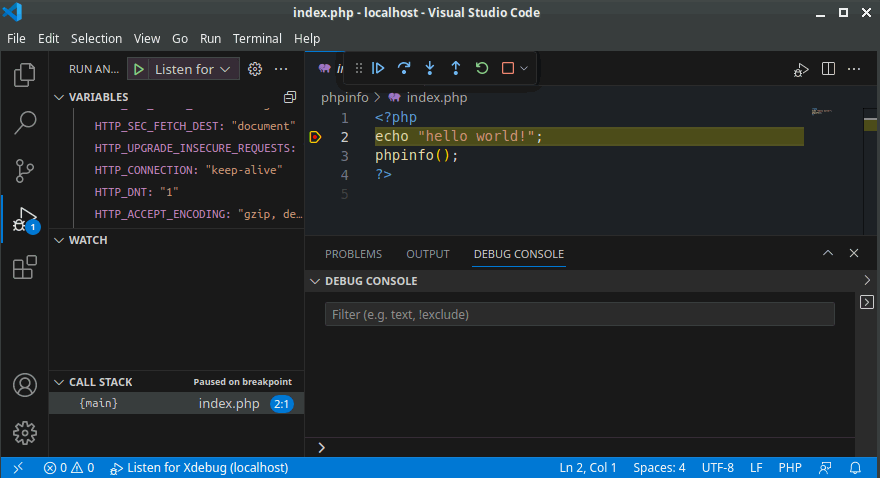 index.php - localhost - Visual Studio Code
File Edit Selection View Go Run Terminal Help
RUN AN... Listen for
VARIABLES
HTTP_SEC_FETCH_DEST: "document"
HTTP_UPGRADE_INSECURE_REQUESTS:
HTTP_CONNECTION: "keep-alive"
HTTP_DNT: "1"
HTTP_ACCEPT_ENCODING: "gzip, de...
WATCH
CALL STACK Paused on breakpoint
{main} index.php 2:1
1
phpinfo > index.php
1 <?php
2 echo "hello world!";
3 phpinfo();
4 ?>
5
PROBLEMS OUTPUT DEBUG CONSOLE
DEBUG CONSOLE
Filter (e.g. text, !exclude)
0 0 Listen for Xdebug (localhost) Ln 2, Col 1 Spaces: 4 UTF-8 LF PHP